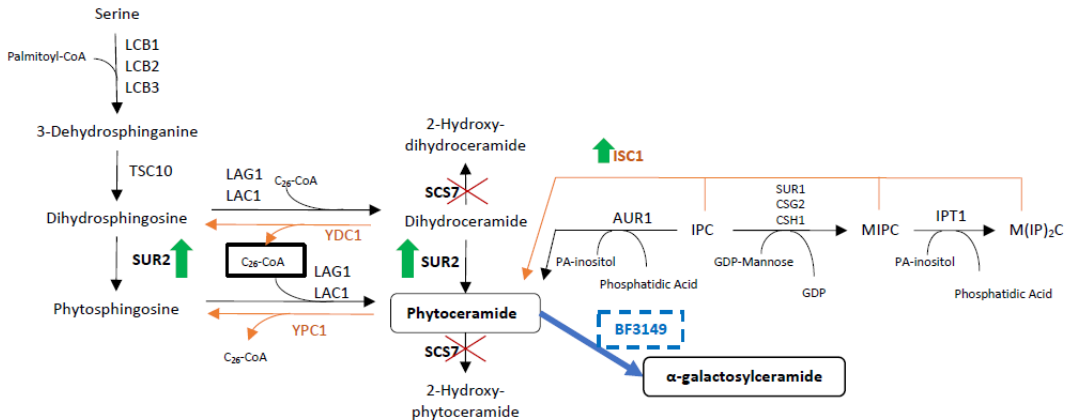 Serine
Palmitoyl-CoA
LCB1
LCB2
LCB3
3-Dehydrosphinganine
TSC10
Dihydrosphingosine
SUR2
Phytosphingosine
LAG1
LAC1
C₂₆-CoA
YDC1
C₂₆-CoA
LAG1
LAC1
YPC1
C₂₆-CoA
2-Hydroxy-
dihydroceramide
SCS7
Dihydroceramide
SUR2
Phytoceramide
SCS7
2-Hydroxy-
phytoceramide
BF3149
α-galactosylceramide
ISC1
AUR1
PA-inositol
Phosphatidic Acid
IPC
SUR1
CSG2
CSH1
GDP-Mannose
GDP
MIPC
IPT1
PA-inositol
Phosphatidic Acid
M(IP)₂C